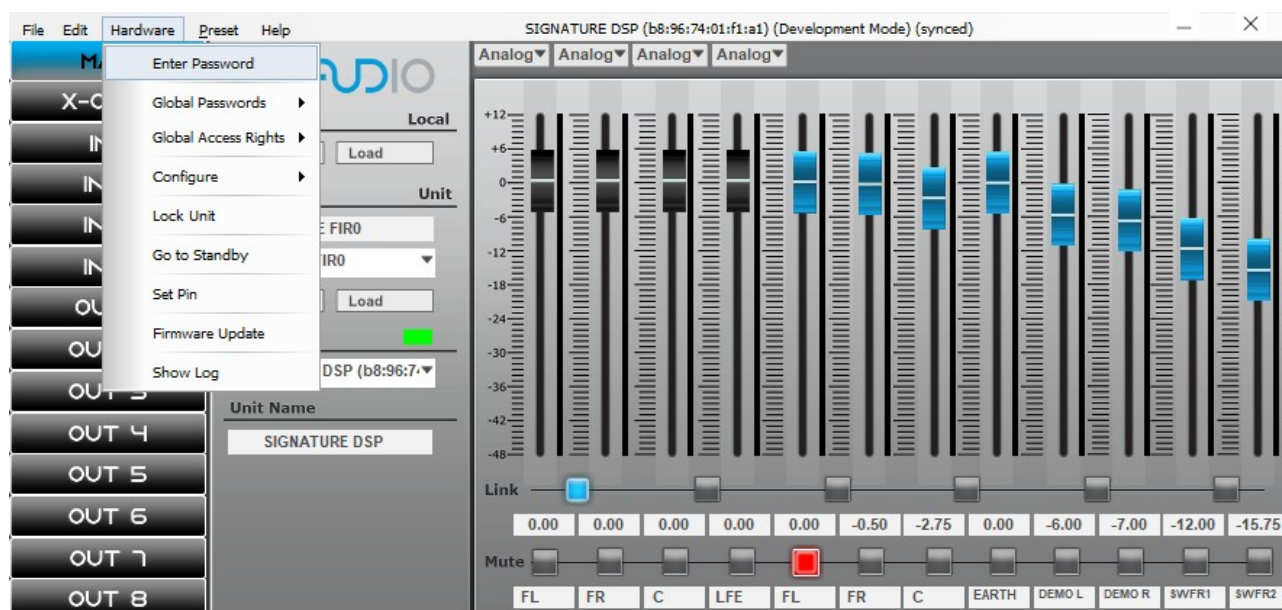 File Edit Hardware Preset Help
SIGNATURE DSP (b8:96:74:01:f1:a1) (Development Mode) (synced)
Enter Password
Global Passwords
Global Access Rights
Configure
Lock Unit
Go to Standby
Set Pin
Firmware Update
Show Log
OUT 4
OUT 5
OUT 6
OUT 7
OUT 8
Local
Load
Unit
Load
DSP (b8:96:7
Unit Name
SIGNATURE DSP
Analog Analog Analog Analog
+12
+6
0
-6
-12
-18
-24
-30
-36
-42
-48
Link
0.00 0.00 0.00 0.00 0.00 -0.50 -2.75 0.00 -6.00 -7.00 -12.00 -15.75
Mute
FL FR C LFE FL FR C EARTH DEMO L DEMO R SWFR1 SWFR2